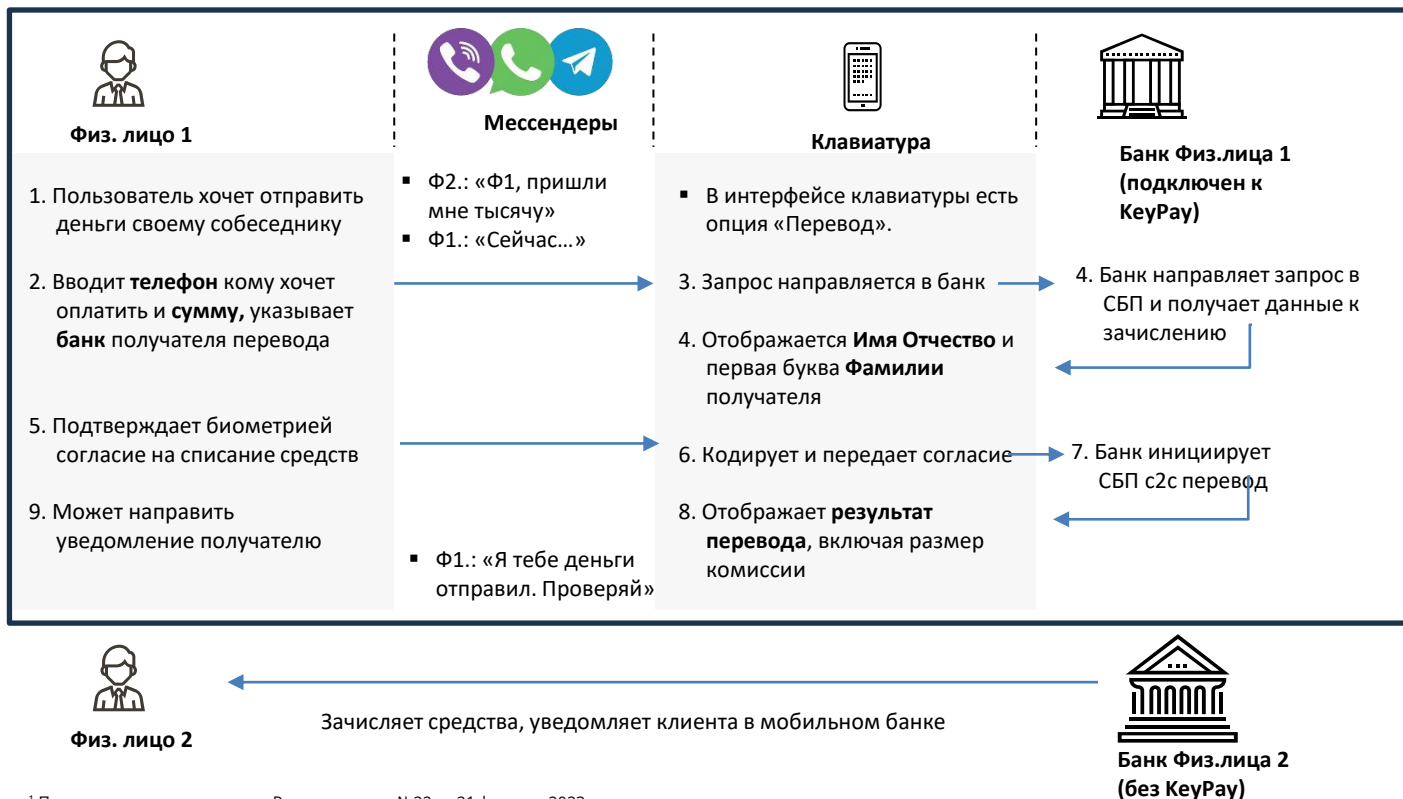 Физ. лицо 1
Мессендеры
Клавиатура
Банк Физ.лица 1
(подключен к
KeyPay)
1. Пользователь хочет отправить
деньги своему собеседнику
▪ Ф2.: «Ф1, пришли
мне тысячу»
▪ Ф1.: «Сейчас…»
▪ В интерфейсе клавиатуры есть
опция «Перевод».
2. Вводит телефон кому хочет
оплатить и сумму, указывает
банк получателя перевода
3. Запрос направляется в банк
4. Банк направляет запрос в
СБП и получает данные к
зачислению
4. Отображается Имя Отчество и
первая буква Фамилии
получателя
5. Подтверждает биометрией
согласие на списание средств
6. Кодирует и передает согласие
7. Банк инициирует
СБП c2c перевод
8. Отображает результат
перевода, включая размер
комиссии
9. Может направить
уведомление получателю
▪ Ф1.: «Я тебе деньги
отправил. Проверяй»
Физ. лицо 2
Зачисляет средства, уведомляет клиента в мобильном банке
Банк Физ.лица 2
(без KeyPay)